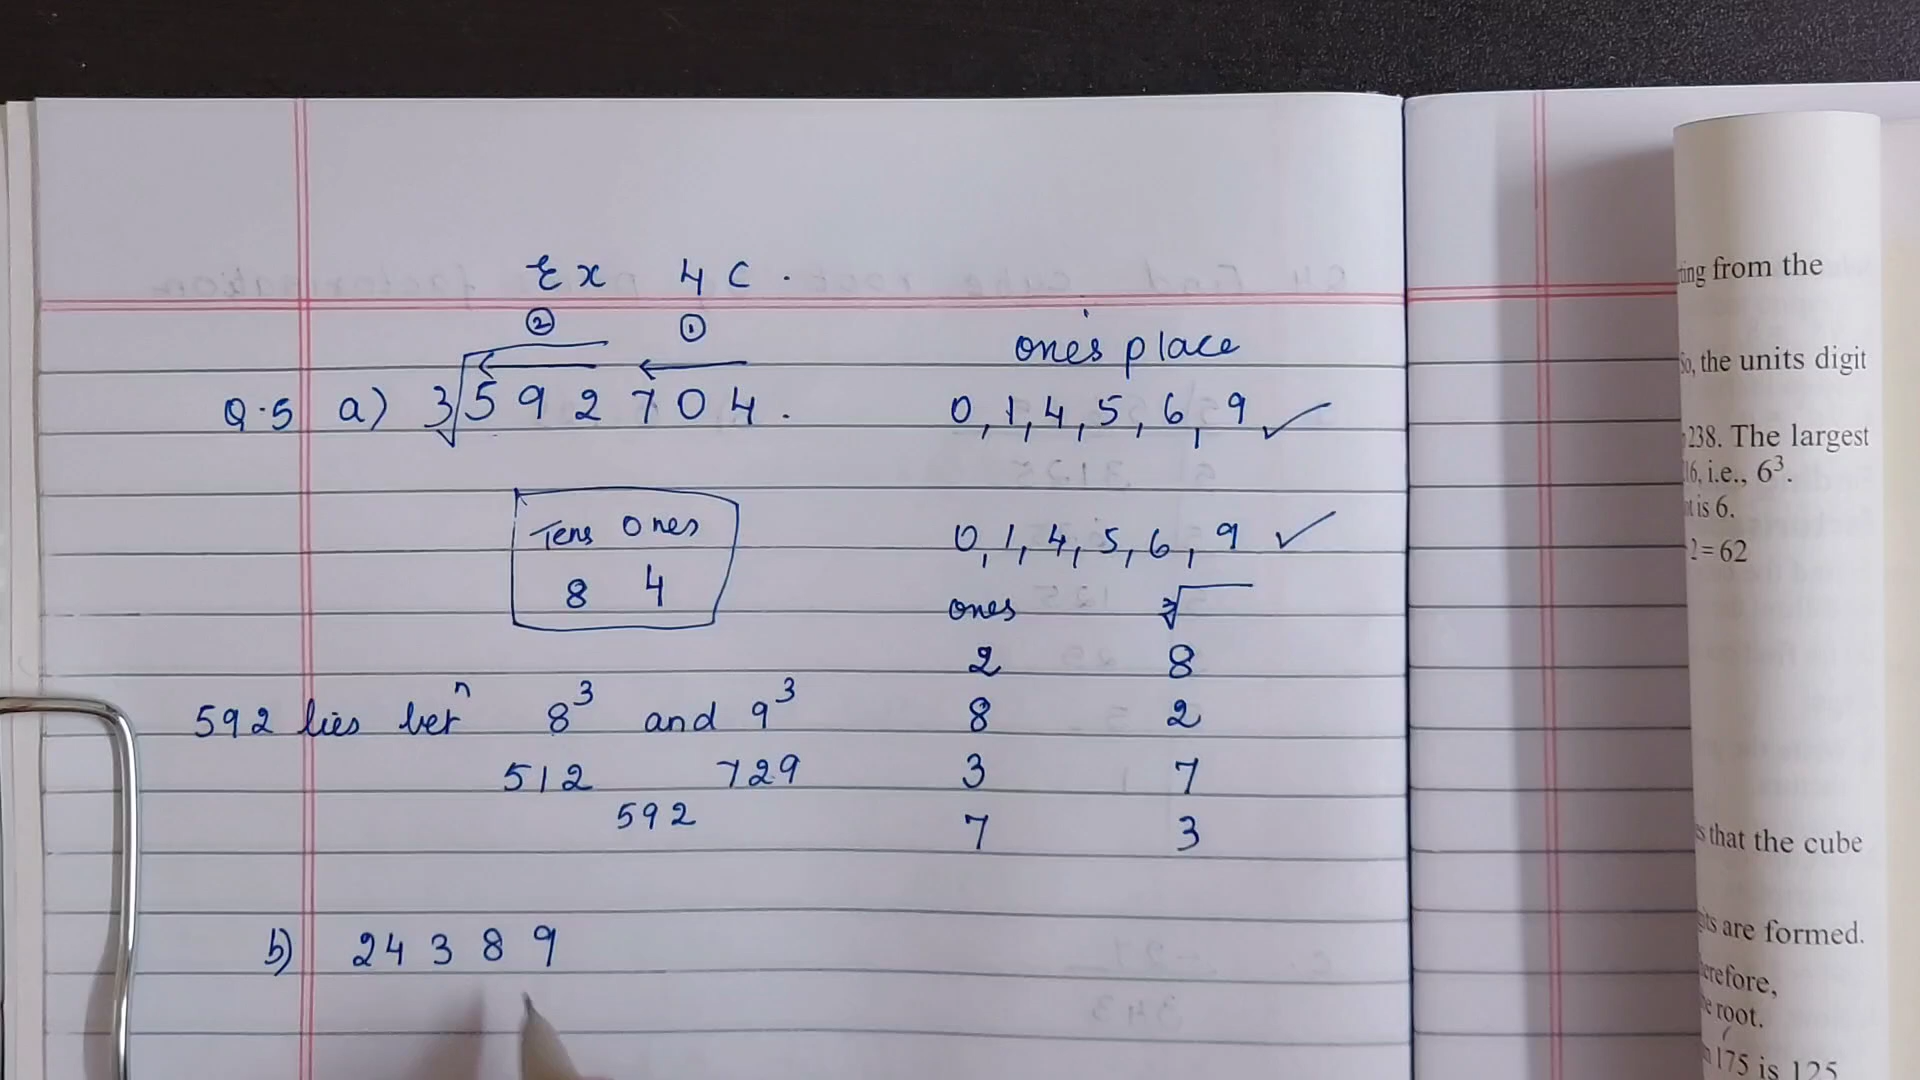 Ex 4C.
② ①
Q.5 a) ∛592704.
Tens Ones
8 4
592 lies betⁿ 8³ and 9³
512 729
592
b) 24389
ones place
0, 1, 4, 5, 6, 9 ✓
0, 1, 4, 5, 6, 9 ✓
ones ∛
2 8
8 2
3 7
7 3
from the
the units digit
238. The largest
i.e., 6³.
is 6.
2 = 62
that the cube
are formed.
root.
175 is 125